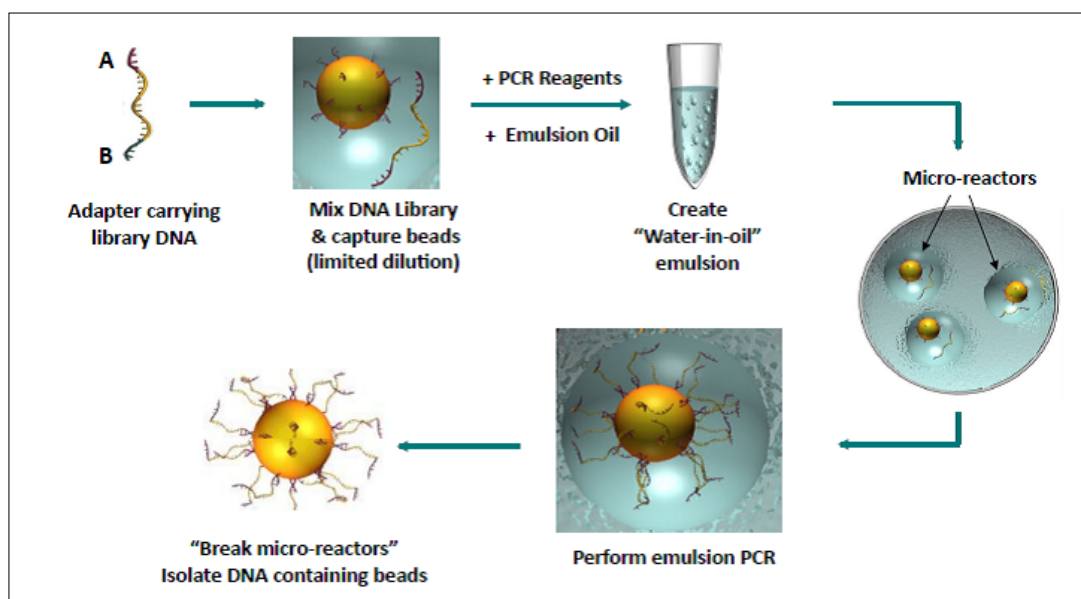 A
B
Adapter carrying
library DNA
Mix DNA Library
& capture beads
(limited dilution)
+ PCR Reagents
+ Emulsion Oil
Create
“Water-in-oil”
emulsion
Micro-reactors
Perform emulsion PCR
“Break micro-reactors”
Isolate DNA containing beads